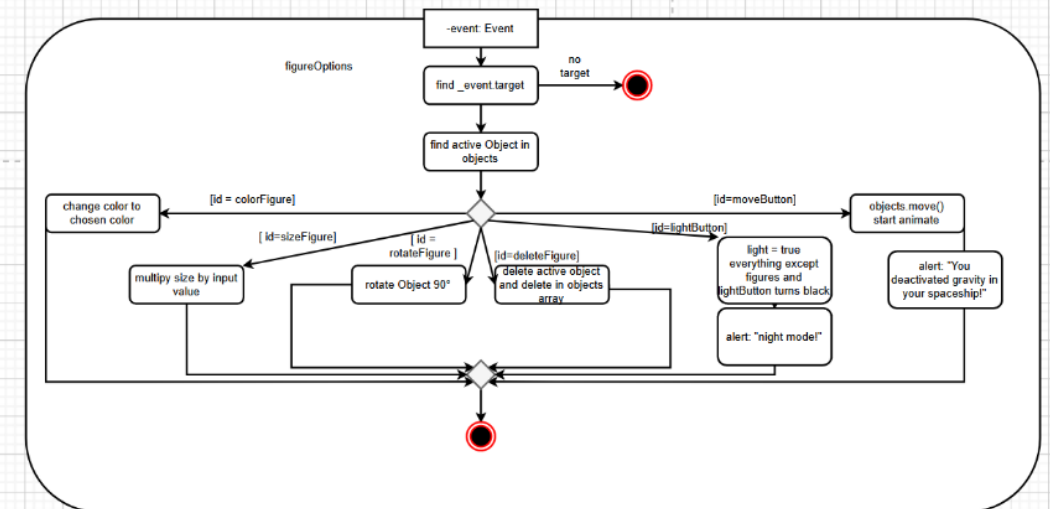 -event: Event
figureOptions
find _event.target
no
target
find active Object in
objects
[id = colorFigure]
change color to
chosen color
[ id=sizeFigure]
multipy size by input
value
[ id =
rotateFigure ]
rotate Object 90°
[id=deleteFigure]
delete active object
and delete in objects
array
[id=lightButton]
light = true
everything except
figures and
lightButton turns black
alert: "night mode!"
[id=moveButton]
objects.move()
start animate
alert: "You
deactivated gravity in
your spaceship!"